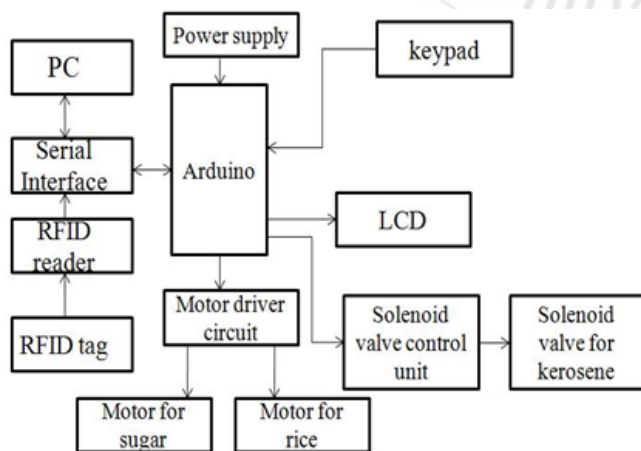 Power supply
keypad
PC
Serial
Interface
Arduino
RFID
reader
LCD
Motor driver
circuit
RFID tag
Solenoid
valve control
unit
Solenoid
valve for
kerosene
Motor for
sugar
Motor for
rice